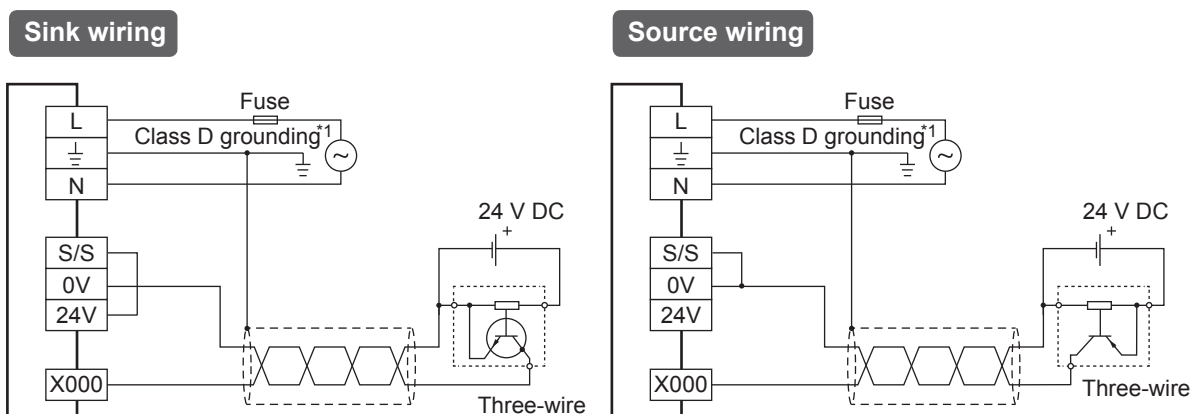 Sink wiring
Source wiring
Fuse
L
Class D grounding*1
~
N
24 V DC
+
S/S
0V
24V
X000
Three-wire
Fuse
L
Class D grounding*1
~
N
24 V DC
+
S/S
0V
24V
X000
Three-wire